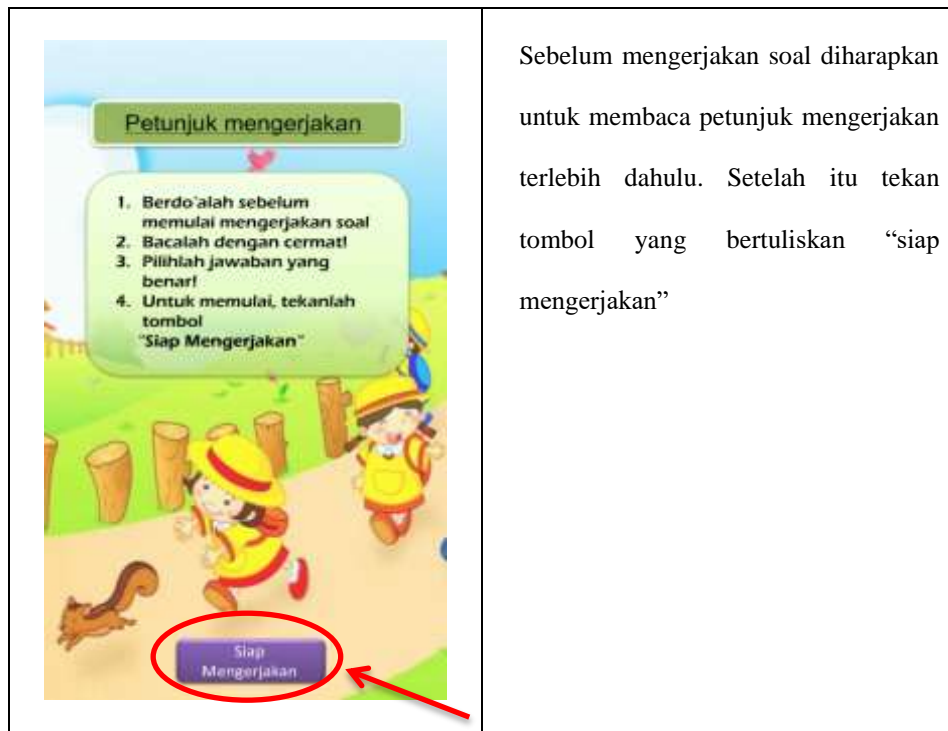 Petunjuk mengerjakan
1. Berdo'alah sebelum
memulai mengerjakan soal
2. Bacalah dengan cermat!
3. Pilihlah jawaban yang
benar!
4. Untuk memulai, tekanlah
tombol
"Siap Mengerjakan"
Siap
Mengerjakan
Sebelum mengerjakan soal diharapkan
untuk membaca petunjuk mengerjakan
terlebih dahulu. Setelah itu tekan
tombol yang bertuliskan “siap
mengerjakan”